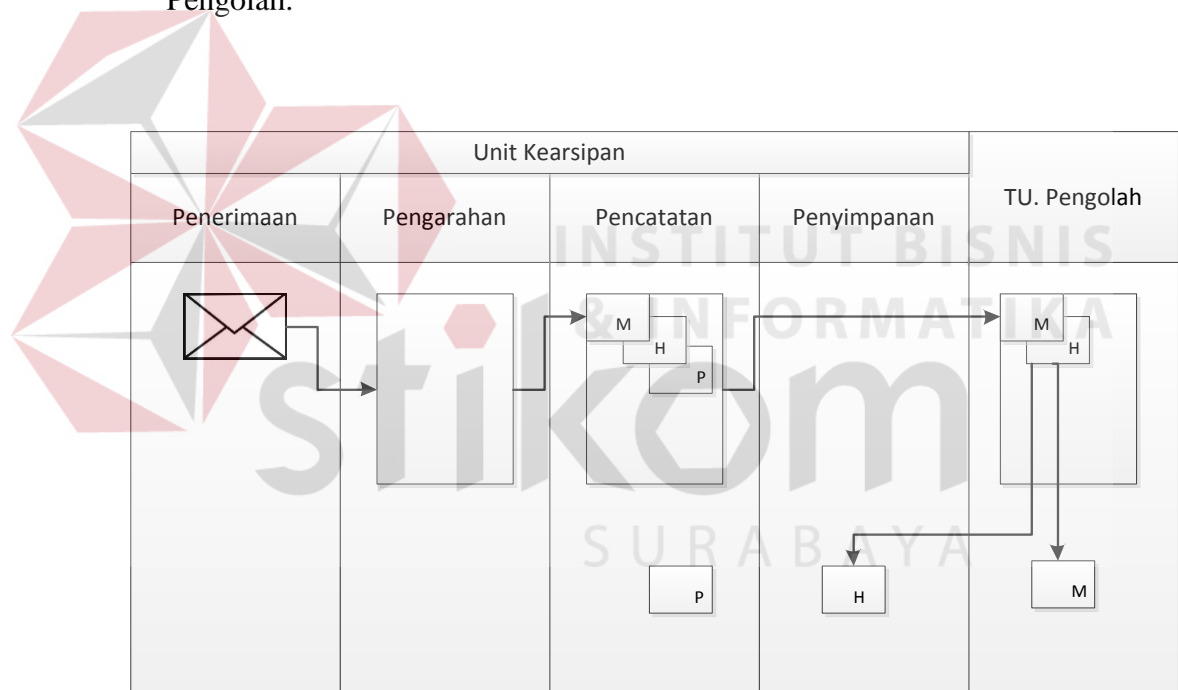 Pengolah.
Unit Kearsipan
TU. Pengolah
Penerimaan
Pengarahan
Pencatatan
Penyimpanan
INSTITUT BISNIS
& INFORMATIKA
stikom
SURABAYA
M
H
P
M
H
P
H
M